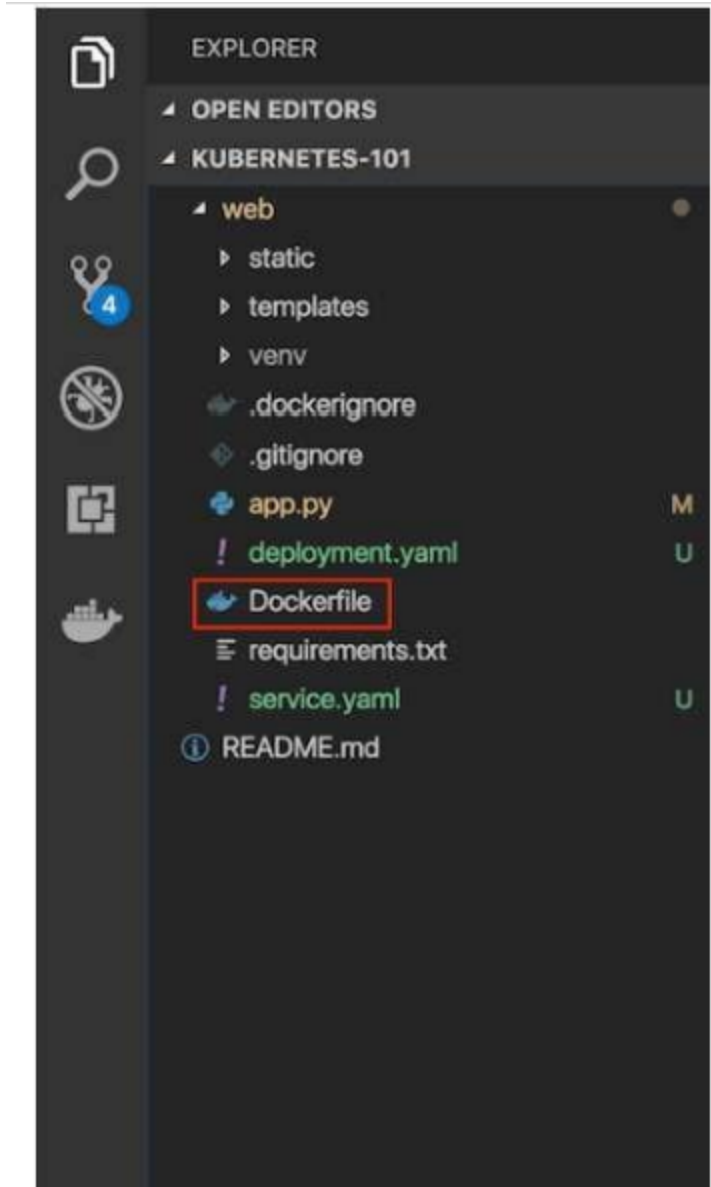 EXPLORER
OPEN EDITORS
KUBERNETES-101
web
static
templates
4
venv
.dockerignore
.gitignore
app.py M
deployment.yaml U
Dockerfile
requirements.txt
service.yaml U
README.md